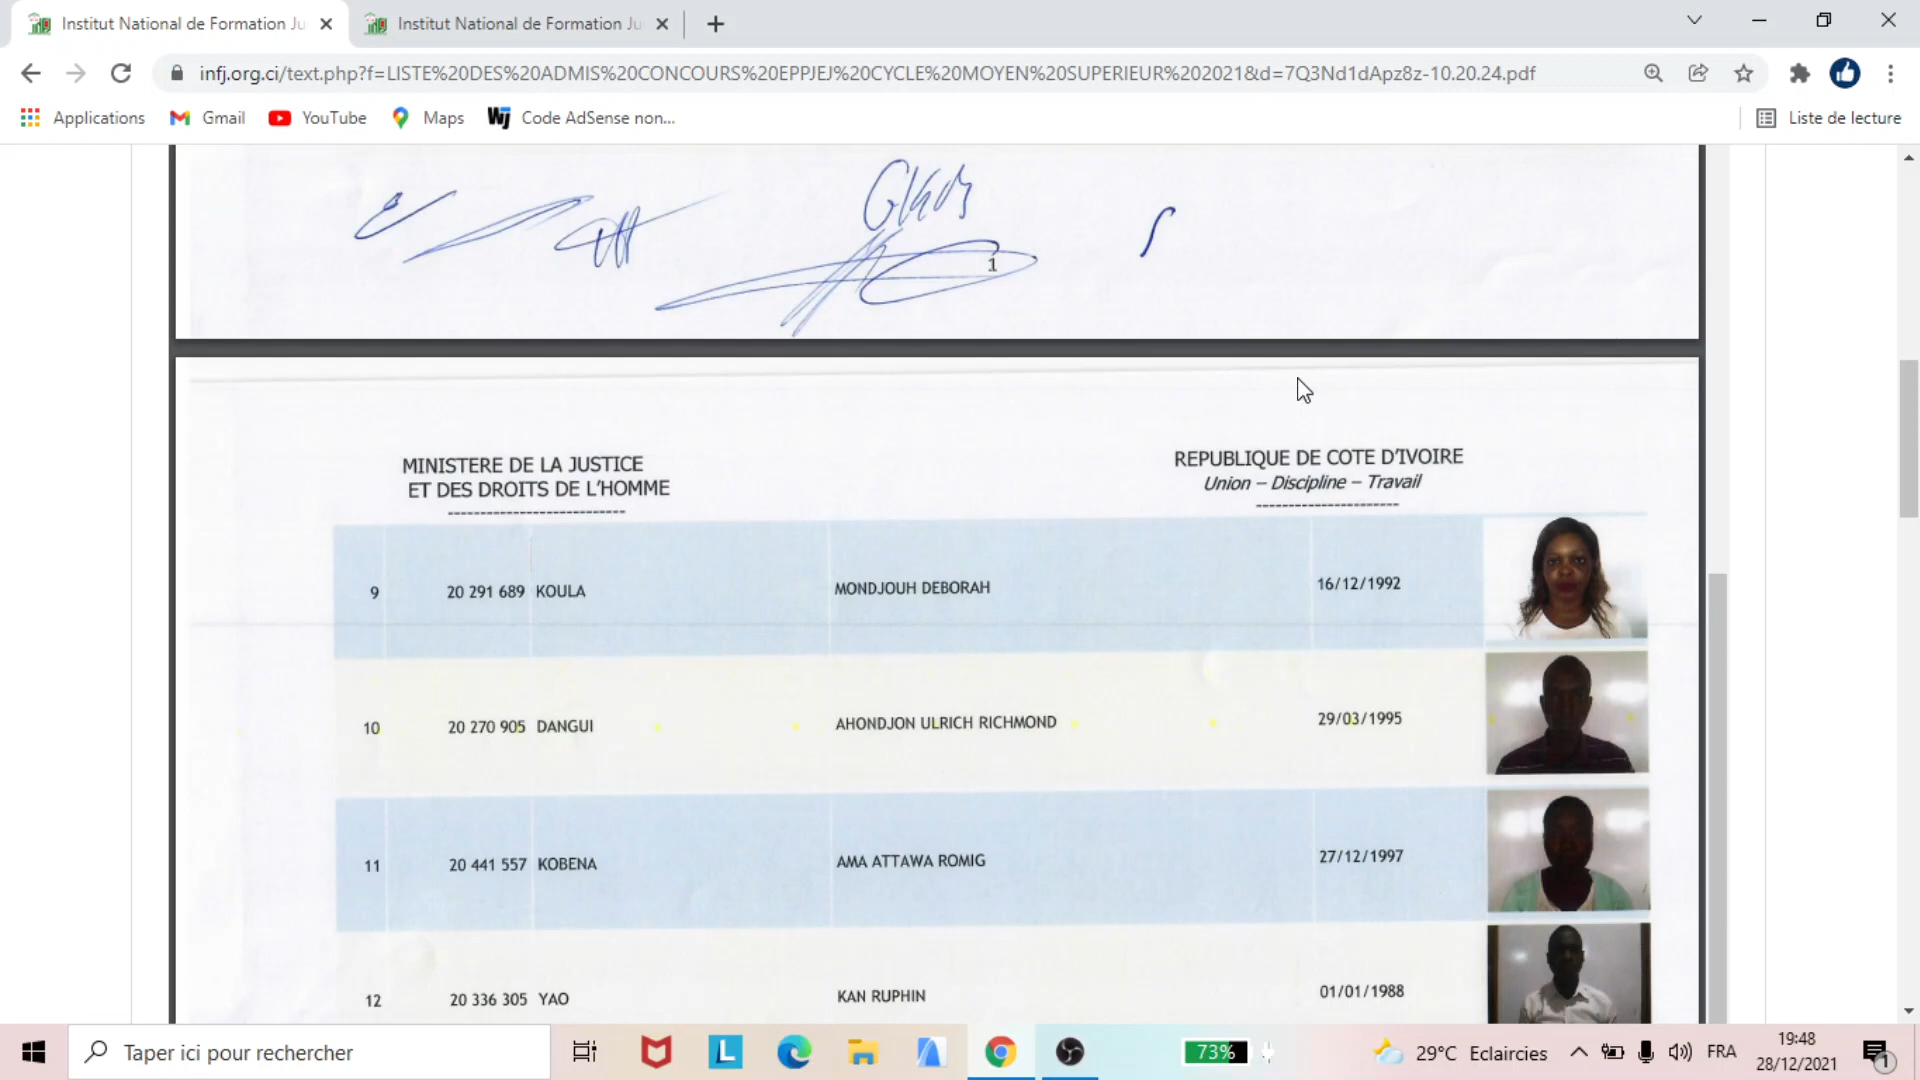 Institut National de Formation Ju
Institut National de Formation Ju
infj.org.ci/text.php?f=LISTE%20DES%20ADMIS%20CONCOURS%20EPPJEJ%20CYCLE%20MOYEN%20SUPERIEUR%202021&d=7Q3Nd1dApz8z-10.20.24.pdf
Applications
Gmail
YouTube
Maps
Code AdSense non...
Liste de lecture
1
MINISTERE DE LA JUSTICE
ET DES DROITS DE L'HOMME
---------------------------
REPUBLIQUE DE COTE D'IVOIRE
Union – Discipline – Travail
----------------------
9 20 291 689 KOULA MONDJOUH DEBORAH 16/12/1992
10 20 270 905 DANGUI AHONDJON ULRICH RICHMOND 29/03/1995
11 20 441 557 KOBENA AMA ATTAWA ROMIG 27/12/1997
12 20 336 305 YAO KAN RUPHIN 01/01/1988
Taper ici pour rechercher
73%
29°C Eclaircies
FRA
19:48
28/12/2021
1